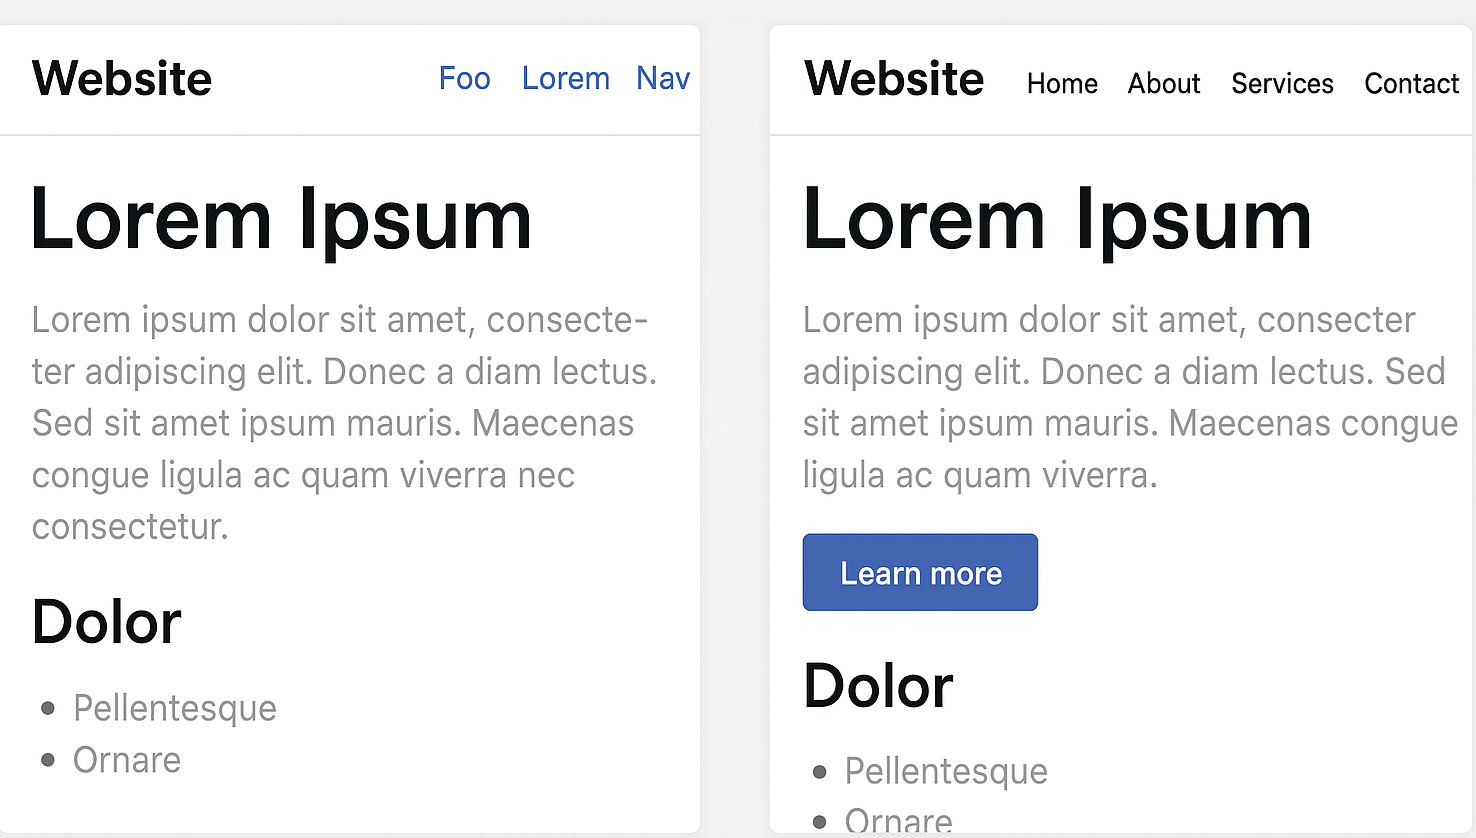 Website
Foo Lorem Nav
Lorem Ipsum
Lorem ipsum dolor sit amet, consecte-
ter adipiscing elit. Donec a diam lectus.
Sed sit amet ipsum mauris. Maecenas
congue ligula ac quam viverra nec
consectetur.
Dolor
• Pellentesque
• Ornare
Website
Home About Services Contact
Lorem Ipsum
Lorem ipsum dolor sit amet, consecter
adipiscing elit. Donec a diam lectus. Sed
sit amet ipsum mauris. Maecenas congue
ligula ac quam viverra.
Learn more
Dolor
• Pellentesque
• Ornare